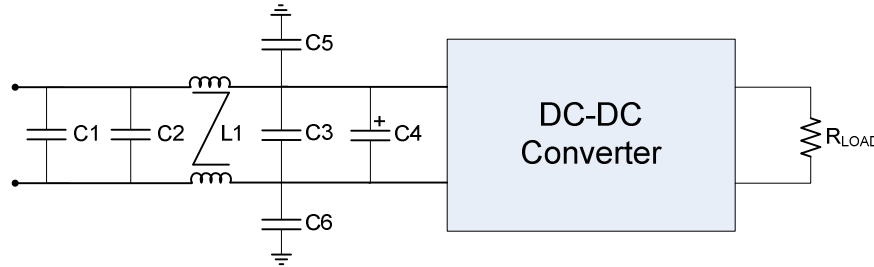 C5
C1
C2
L1
C3
+
C4
C6
DC-DC
Converter
RLOAD